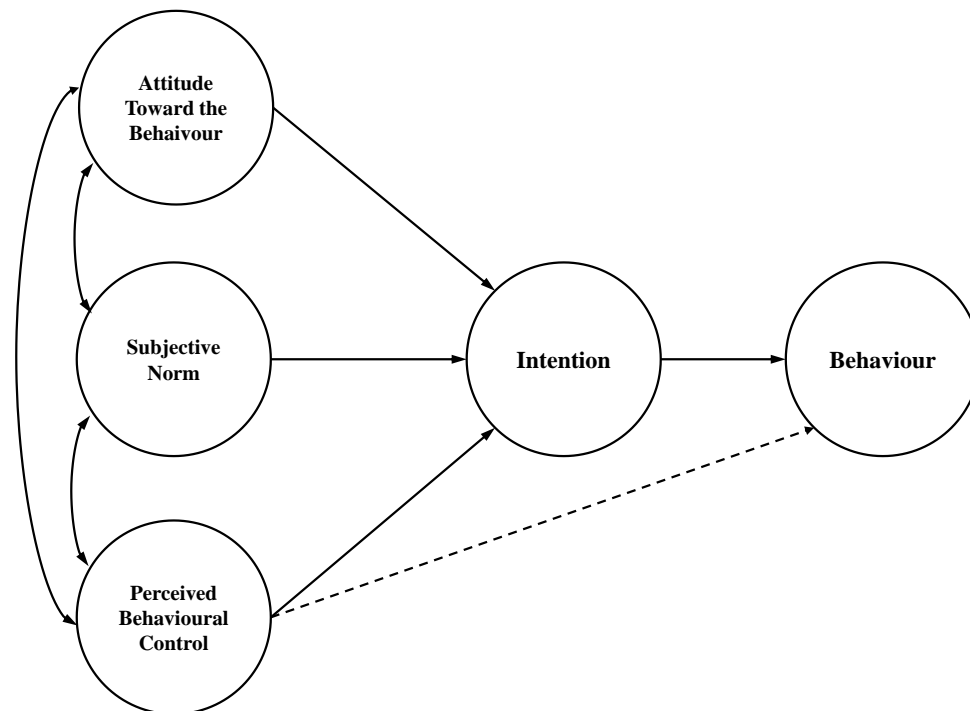 Attitude
Toward the
Behaivour
Subjective
Norm
Intention
Behaviour
Perceived
Behavioural
Control